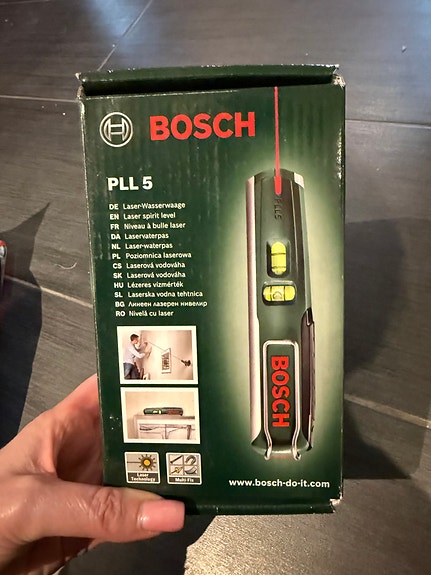 BOSCH
PLL5
PLL 5
DE Laser-Wasserwaage
EN Laser spirit level
FR Niveau à bulle laser
DA Laservaterpas
NL Laser-waterpas
PL Poziomnica laserowa
CS Laserová vodováha
SK Laserová vodováha
HU Lézeres vízmérték
SL Laserska vodna tehtnica
BG Линеен лазерен нивелир
RO Nivelă cu laser
BOSCH
Laser
Technology
Multi-Fix
www.bosch-do-it.com